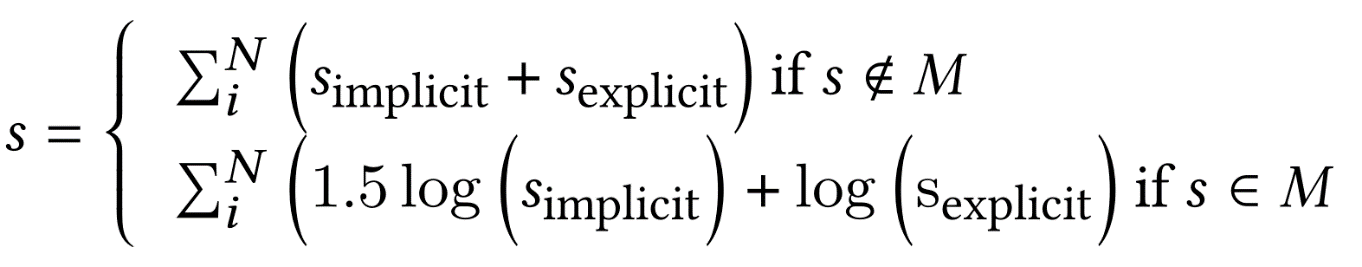 s = { ∑_i^N (s_implicit + s_explicit) if s ∉ M
∑_i^N (1.5 log (s_implicit) + log (s_explicit) if s ∈ M